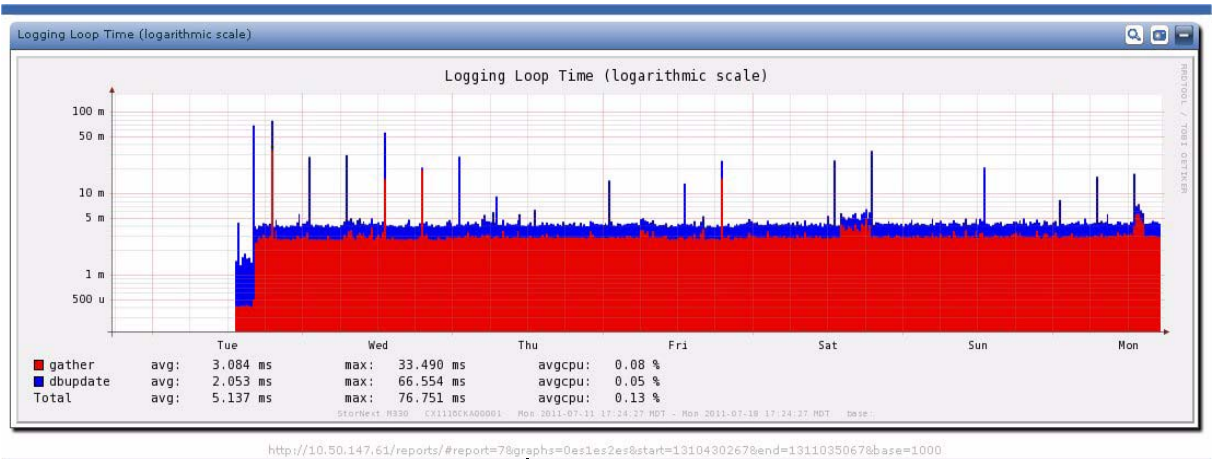 Logging Loop Time (logarithmic scale)
Logging Loop Time (logarithmic scale)
RRDTOOL / TOBI OETIKER
100 m
50 m
10 m
5 m
1 m
500 u
Tue Wed Thu Fri Sat Sun Mon
gather avg: 3.084 ms max: 33.490 ms avgcpu: 0.08 %
dbupdate avg: 2.053 ms max: 66.554 ms avgcpu: 0.05 %
Total avg: 5.137 ms max: 76.751 ms avgcpu: 0.13 %
StorNext M330 CX1110CKA00001 Mon 2011-07-11 17:24:27 MDT - Mon 2011-07-18 17:24:27 MDT base:
http://10.50.147.61/reports/#report=7&graphs=0es1es2es&start=1310430267&end=1311035067&base=1000